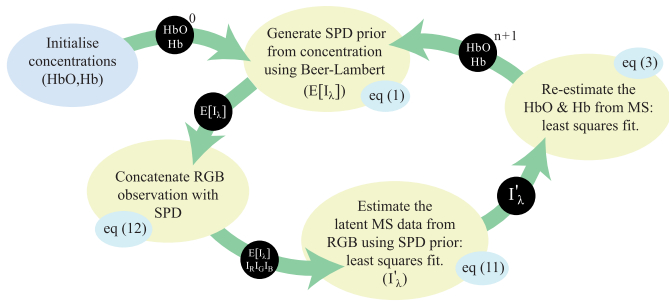 Initialise
concentrations
(HbO,Hb)
HbO
Hb
0
Generate SPD prior
from concentration
using Beer-Lambert
(E[Iλ])
eq (1)
HbO
Hb
n+1
eq (3)
Re-estimate the
HbO & Hb from MS:
least squares fit.
E[Iλ]
Concatenate RGB
observation with
SPD
eq (12)
E[Iλ]
IRIGIB
Estimate the
latent MS data from
RGB using SPD prior:
least squares fit.
(I'λ)
eq (11)
I'λ